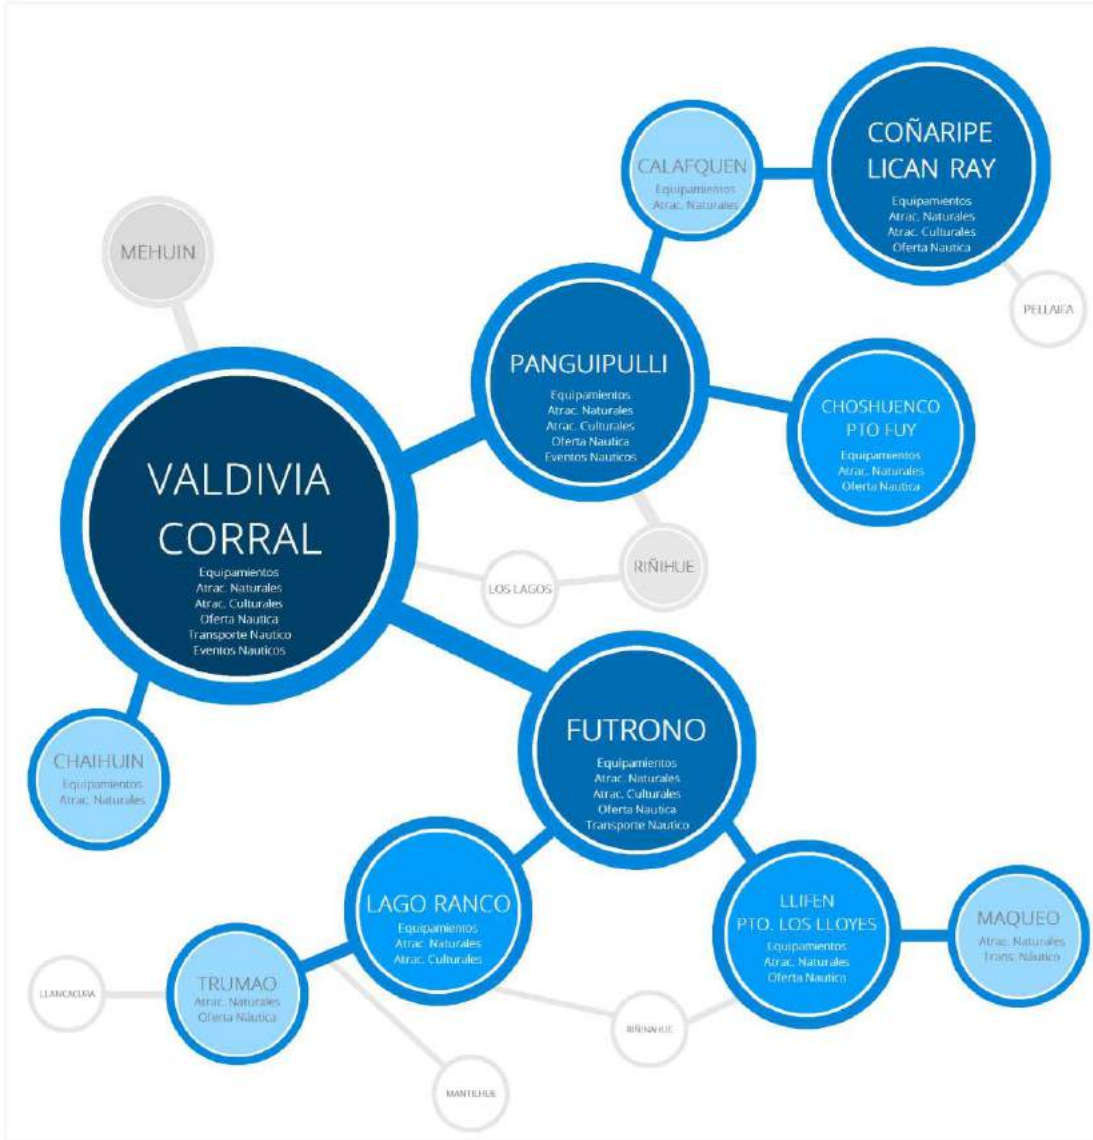 COÑARIPE
LICAN RAY
Equipamientos
Atrac. Naturales
Atrac. Culturales
Oferta Nautica
CALAFQUEN
Equipamientos
Atrac. Naturales
MEHUIN
PELLAIFA
PANGUIPULLI
Equipamientos
Atrac. Naturales
Atrac. Culturales
Oferta Nautica
Eventos Nauticos
CHOSHUENCO
PTO FUY
Equipamientos
Atrac. Naturales
Oferta Nautica
VALDIVIA
CORRAL
Equipamientos
Atrac. Naturales
Atrac. Culturales
Oferta Nautica
Transporte Nautico
Eventos Nauticos
RIÑIHUE
LOS LAGOS
FUTRONO
Equipamientos
Atrac. Naturales
Atrac. Culturales
Oferta Nautica
Transporte Nautico
CHAIHUIN
Equipamientos
Atrac. Naturales
LAGO RANCO
Equipamientos
Atrac. Naturales
Atrac. Culturales
LLIFEN
PTO. LOS LLOYES
Equipamientos
Atrac. Naturales
Oferta Nautica
MAQUEO
Atrac. Naturales
Trans. Náutico
TRUMAO
Atrac. Naturales
Oferta Náutica
LLANCACURA
RIÑINAHUE
MANTILHUE